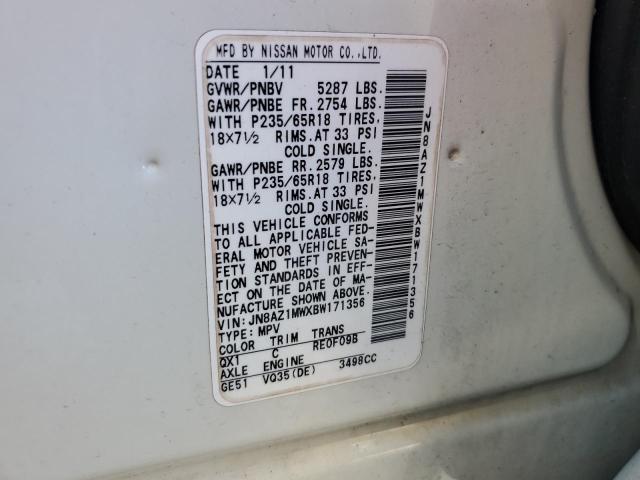 MFD BY NISSAN MOTOR CO.,LTD.
DATE 1/11
GVWR/PNBV 5287 LBS.
GAWR/PNBE FR. 2754 LBS.
WITH P235/65R18 TIRES,
18X7½ RIMS.AT 33 PSI
COLD SINGLE.
GAWR/PNBE RR. 2579 LBS.
WITH P235/65R18 TIRES,
18X7½ RIMS.AT 33 PSI
COLD SINGLE.
THIS VEHICLE CONFORMS
TO ALL APPLICABLE FED-
ERAL MOTOR VEHICLE SA-
FETY AND THEFT PREVEN-
TION STANDARDS IN EFF-
ECT ON THE DATE OF MA-
NUFACTURE SHOWN ABOVE.
VIN: JN8AZ1MWXBW171356
TYPE: MPV
COLOR TRIM TRANS
QX1 C RE0F09B
AXLE ENGINE
GE51 VQ35(DE) 3498CC
JN8AZ1MWXBW171356